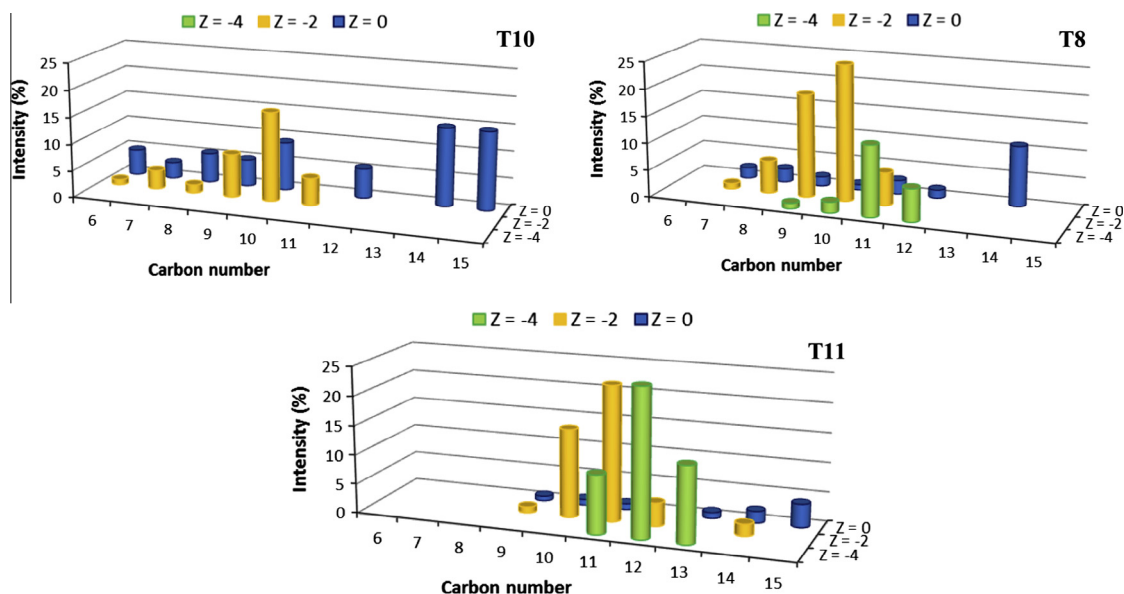 Z = -4 Z = -2 Z = 0
T10
Intensity (%)
25
20
15
10
5
0
6 7 8 9 10 11 12 13 14 15
Z = 0
Z = -2
Z = -4
Carbon number
Z = -4 Z = -2 Z = 0
T8
Intensity (%)
25
20
15
10
5
0
6 7 8 9 10 11 12 13 14 15
Z = 0
Z = -2
Z = -4
Carbon number
Z = -4 Z = -2 Z = 0
T11
Intensity (%)
25
20
15
10
5
0
6 7 8 9 10 11 12 13 14 15
Z = 0
Z = -2
Z = -4
Carbon number